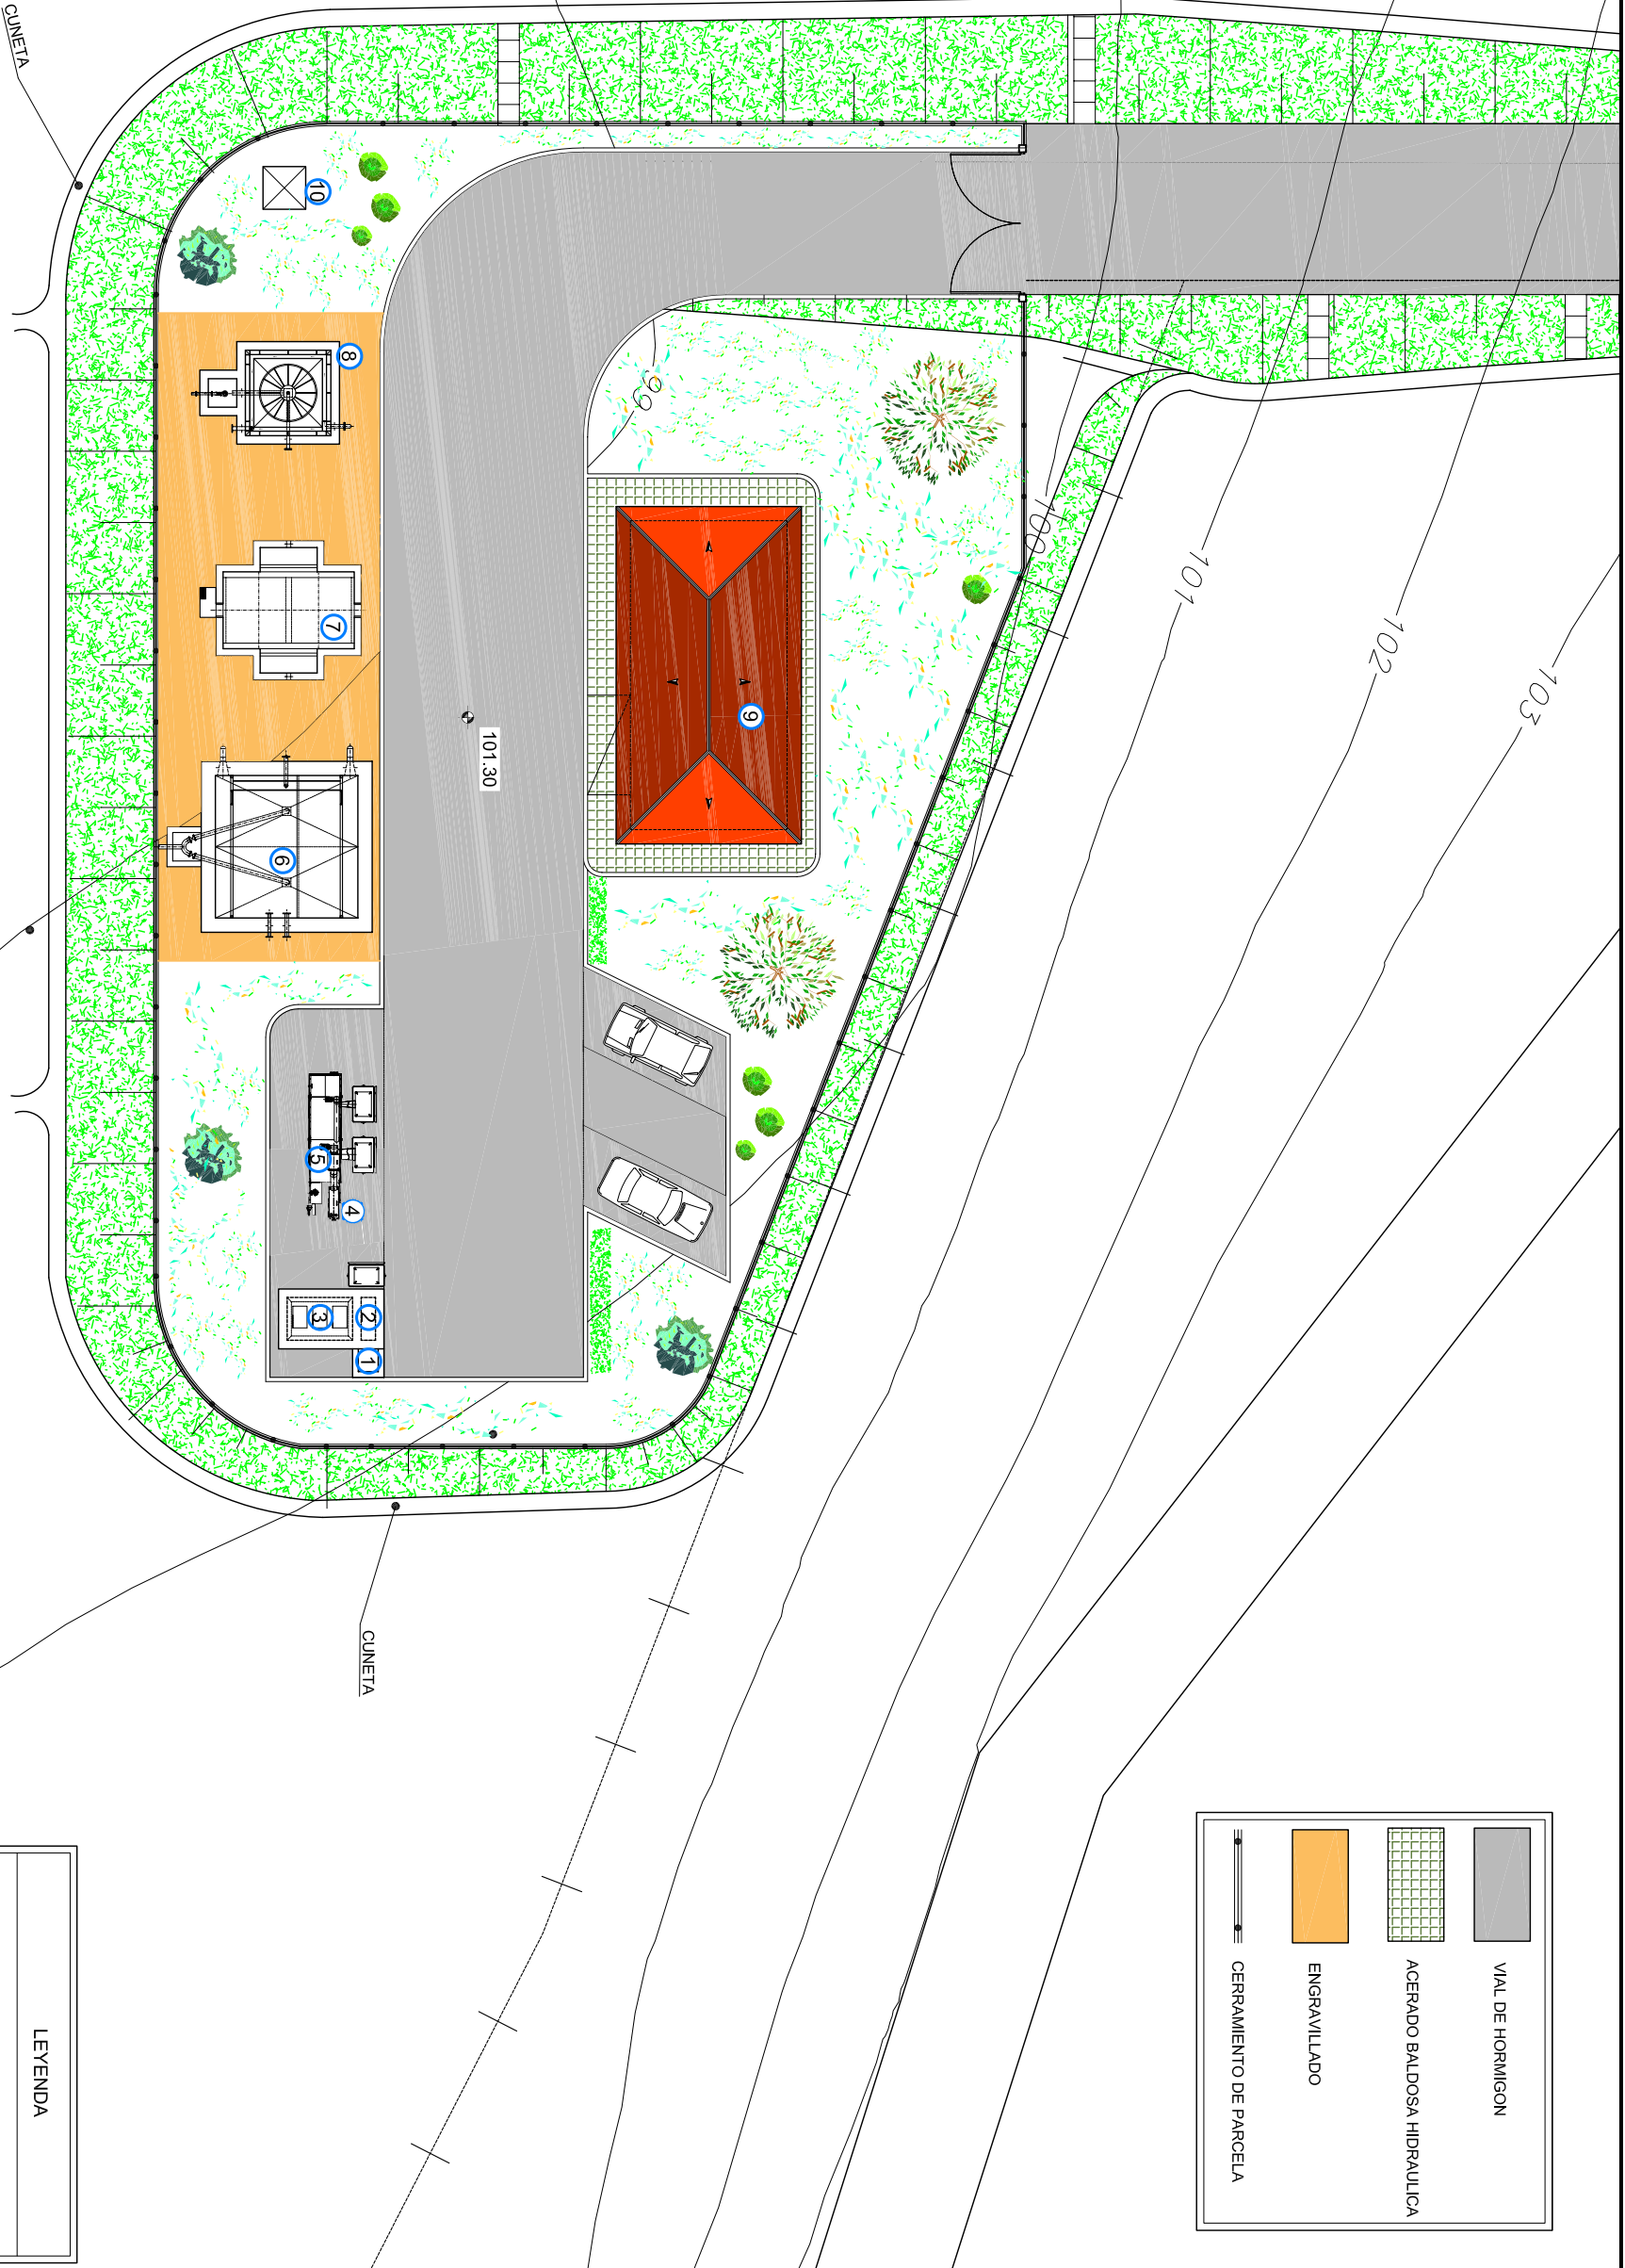 CUNETA
10
8
7
6
9
5
4
3
2
1
101.30
99
100
101
102
103
CUNETA
VIAL DE HORMIGON
ACERADO BALDOSA HIDRAULICA
ENGRAVILLADO
CERRAMIENTO DE PARCELA
LEYENDA